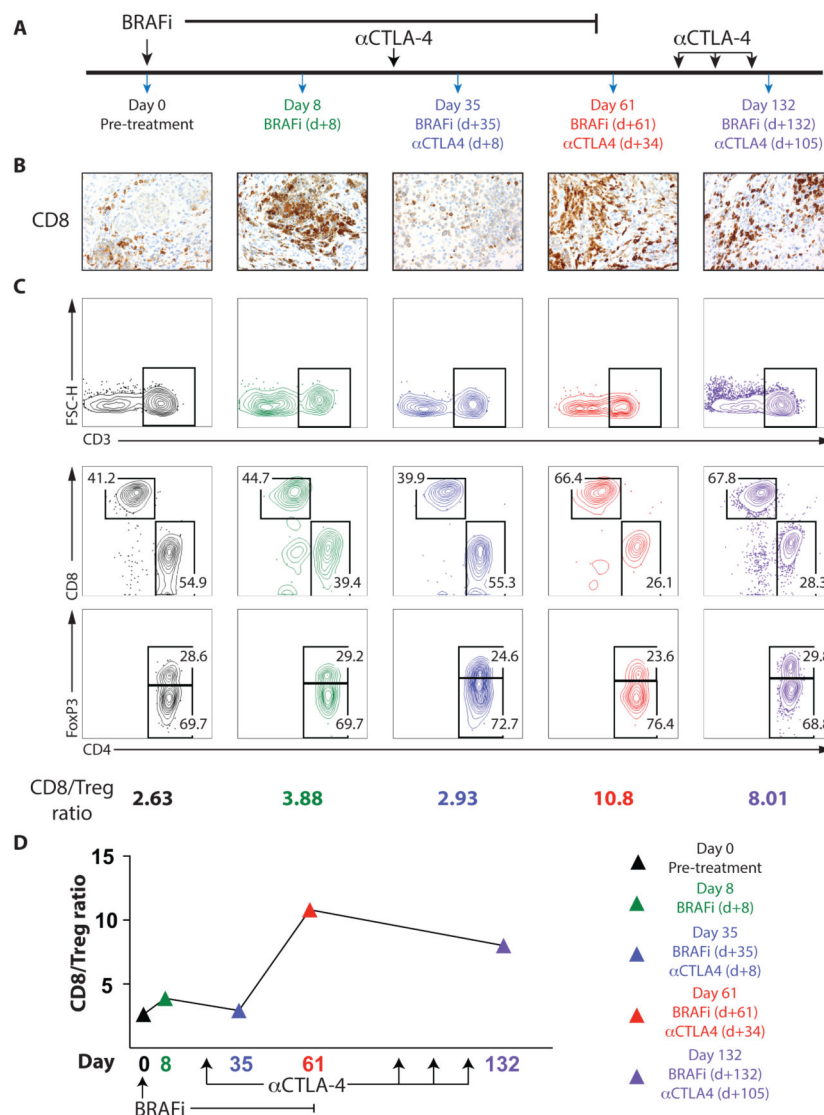 A
BRAFi
αCTLA-4
αCTLA-4
Day 0
Pre-treatment
Day 8
BRAFi (d+8)
Day 35
BRAFi (d+35)
αCTLA4 (d+8)
Day 61
BRAFi (d+61)
αCTLA4 (d+34)
Day 132
BRAFi (d+132)
αCTLA4 (d+105)
B
CD8
C
FSC-H
CD3
CD8
41.2
54.9
44.7
39.4
39.9
55.3
66.4
26.1
67.8
28.3
FoxP3
28.6
69.7
29.2
69.7
24.6
72.7
23.6
76.4
29.8
68.8
CD4
CD8/Treg
ratio
2.63 3.88 2.93 10.8 8.01
D
CD8/Treg ratio
15
10
5
Day 0 8 35 61 132
αCTLA-4
BRAFi
Day 0
Pre-treatment
Day 8
BRAFi (d+8)
Day 35
BRAFi (d+35)
αCTLA4 (d+8)
Day 61
BRAFi (d+61)
αCTLA4 (d+34)
Day 132
BRAFi (d+132)
αCTLA4 (d+105)